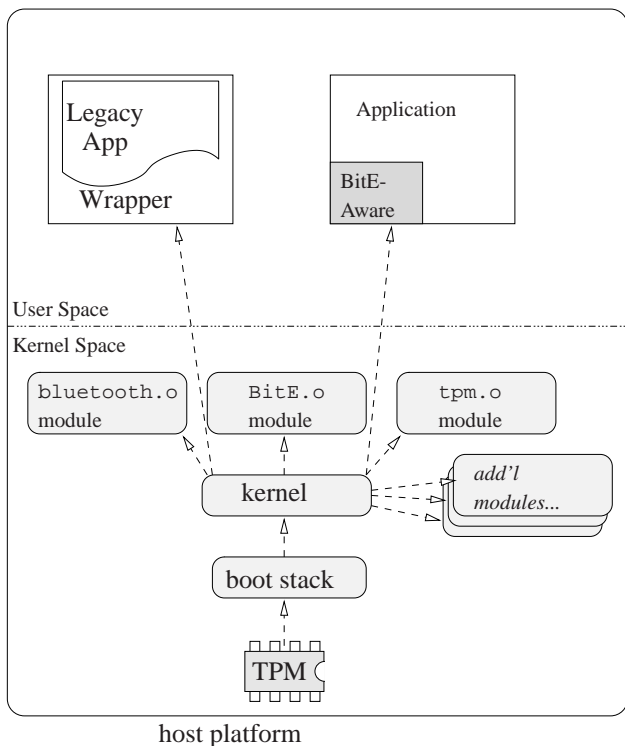 Legacy
App
Wrapper
Application
BitE-
Aware
User Space
Kernel Space
bluetooth.o
module
BitE.o
module
tpm.o
module
kernel
add'l
modules...
boot stack
TPM
host platform